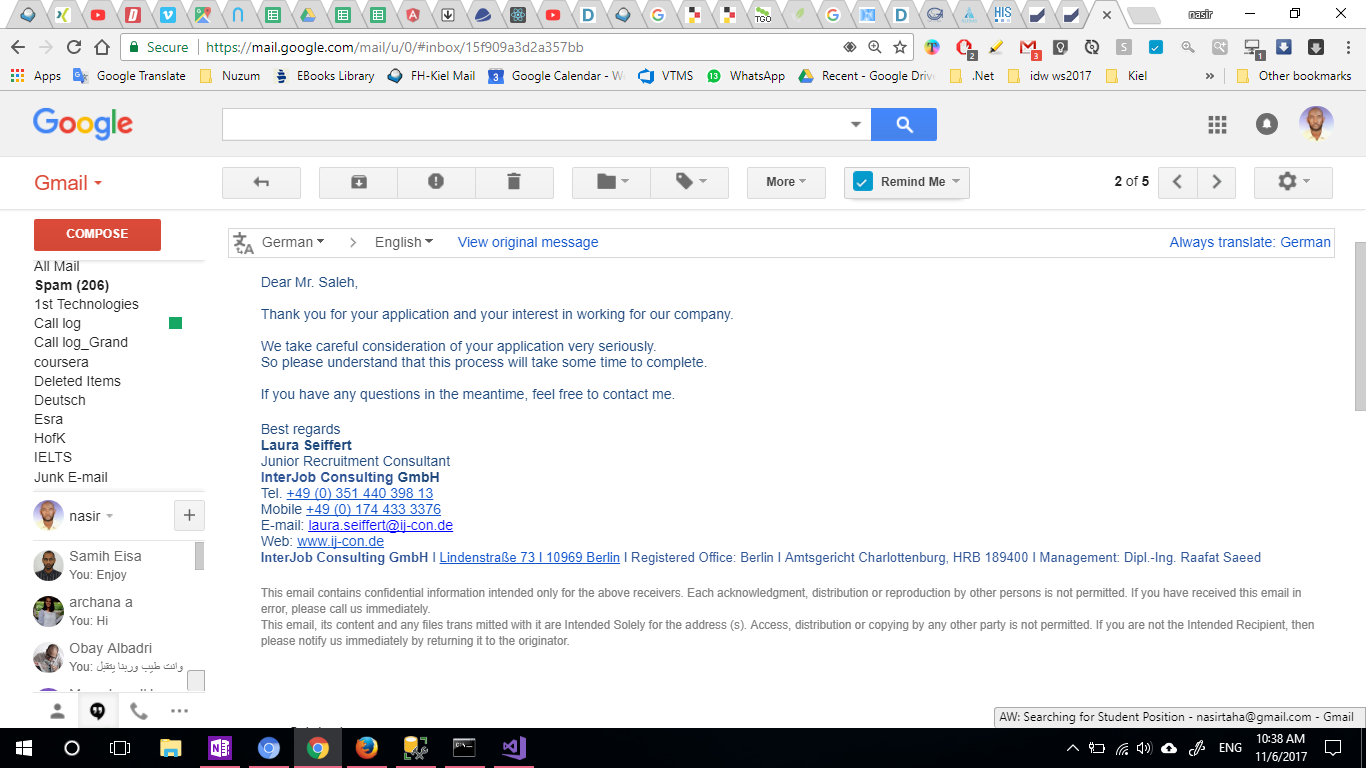 nasir
Secure
https://mail.google.com/mail/u/0/#inbox/15f909a3d2a357bb
2
3
1
Apps
Google Translate
Nuzum
EBooks Library
FH-Kiel Mail
Google Calendar - W
VTMS
WhatsApp
Recent - Google Drive
.Net
idw ws2017
Kiel
»
Other bookmarks
Google
Gmail
More
Remind Me
2 of 5
COMPOSE
German > English View original message Always translate: German
All Mail
Spam (206)
1st Technologies
Call log
Call log_Grand
coursera
Deleted Items
Deutsch
Esra
HofK
IELTS
Junk E-mail
nasir
Samih Eisa
You: Enjoy
archana a
You: Hi
Obay Albadri
You: وانت طيب وربنا يتقبل
Dear Mr. Saleh,
Thank you for your application and your interest in working for our company.
We take careful consideration of your application very seriously.
So please understand that this process will take some time to complete.
If you have any questions in the meantime, feel free to contact me.
Best regards
Laura Seiffert
Junior Recruitment Consultant
InterJob Consulting GmbH
Tel. +49 (0) 351 440 398 13
Mobile +49 (0) 174 433 3376
E-mail: laura.seiffert@ij-con.de
Web: www.ij-con.de
InterJob Consulting GmbH I Lindenstraße 73 I 10969 Berlin I Registered Office: Berlin I Amtsgericht Charlottenburg, HRB 189400 I Management: Dipl.-Ing. Raafat Saeed
This email contains confidential information intended only for the above receivers. Each acknowledgment, distribution or reproduction by other persons is not permitted. If you have received this email in
error, please call us immediately.
This email, its content and any files trans mitted with it are Intended Solely for the address (s). Access, distribution or copying by any other party is not permitted. If you are not the Intended Recipient, then
please notify us immediately by returning it to the originator.
AW: Searching for Student Position - nasirtaha@gmail.com - Gmail
ENG
10:38 AM
11/6/2017